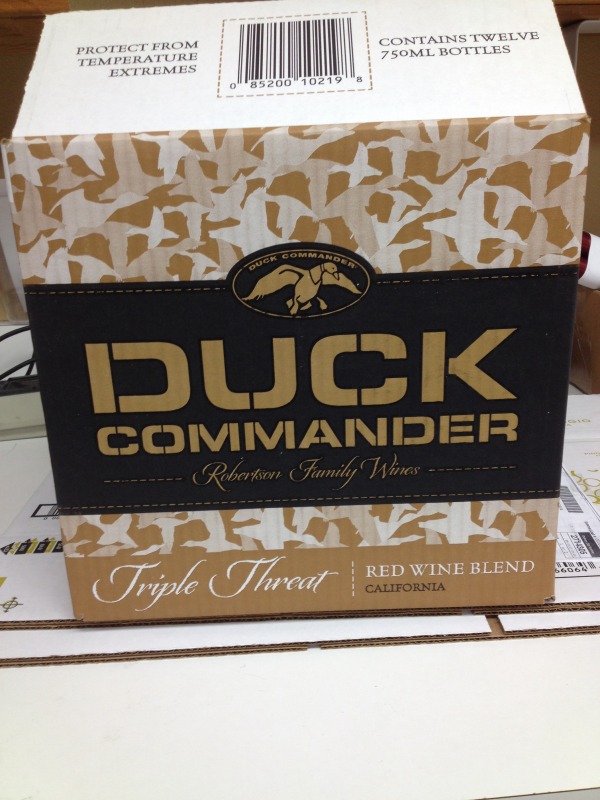 PROTECT FROM
TEMPERATURE
EXTREMES
0 85200 10219 8
CONTAINS TWELVE
750ML BOTTLES
DUCK COMMANDER
DUCK
COMMANDER
Robertson Family Wines
Triple Threat
RED WINE BLEND
CALIFORNIA